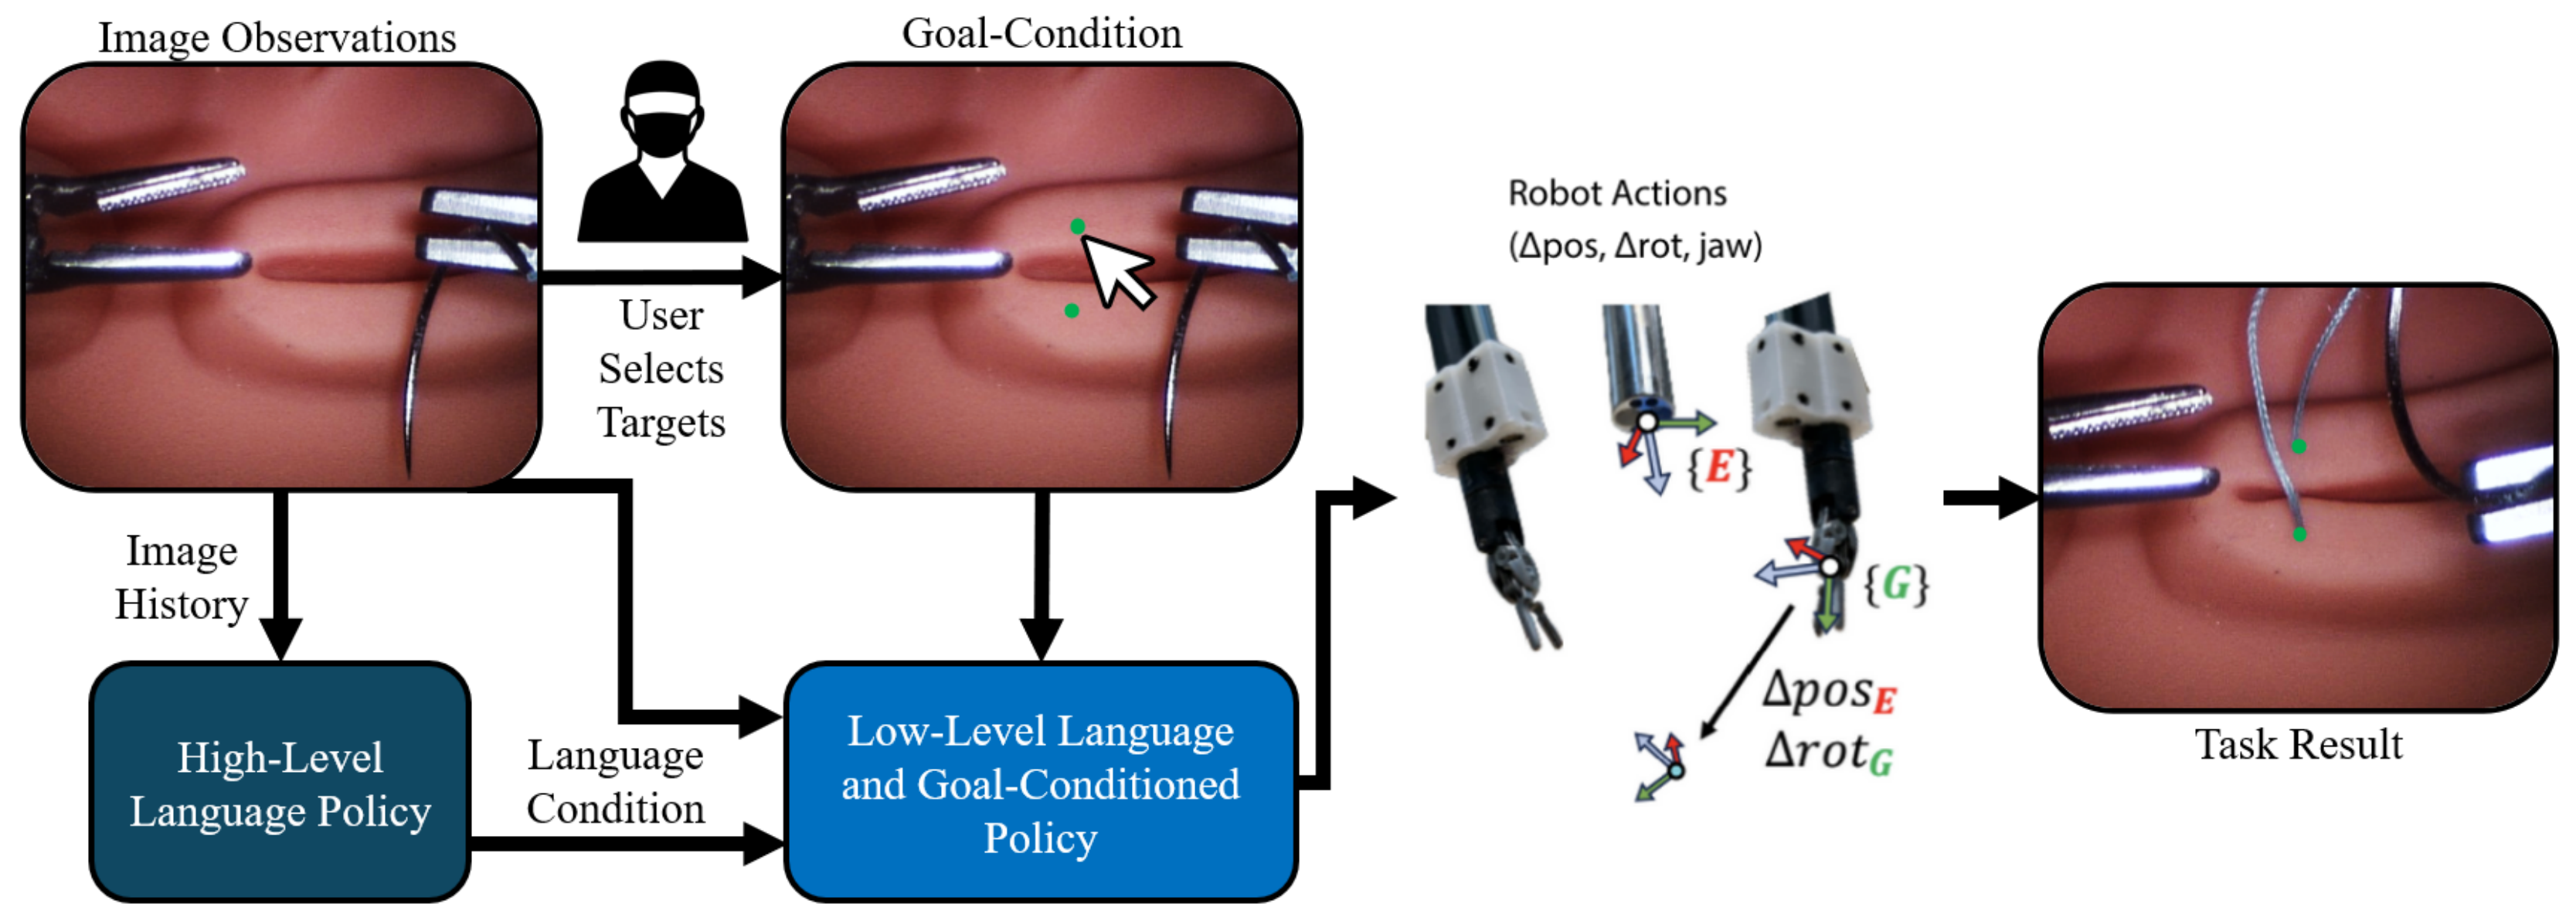 Image Observations
Goal-Condition
User
Selects
Targets
Robot Actions
(Δpos, Δrot, jaw)
{E}
{G}
Δpos_E
Δrot_G
Image
History
High-Level
Language Policy
Language
Condition
Low-Level Language
and Goal-Conditioned
Policy
Task Result